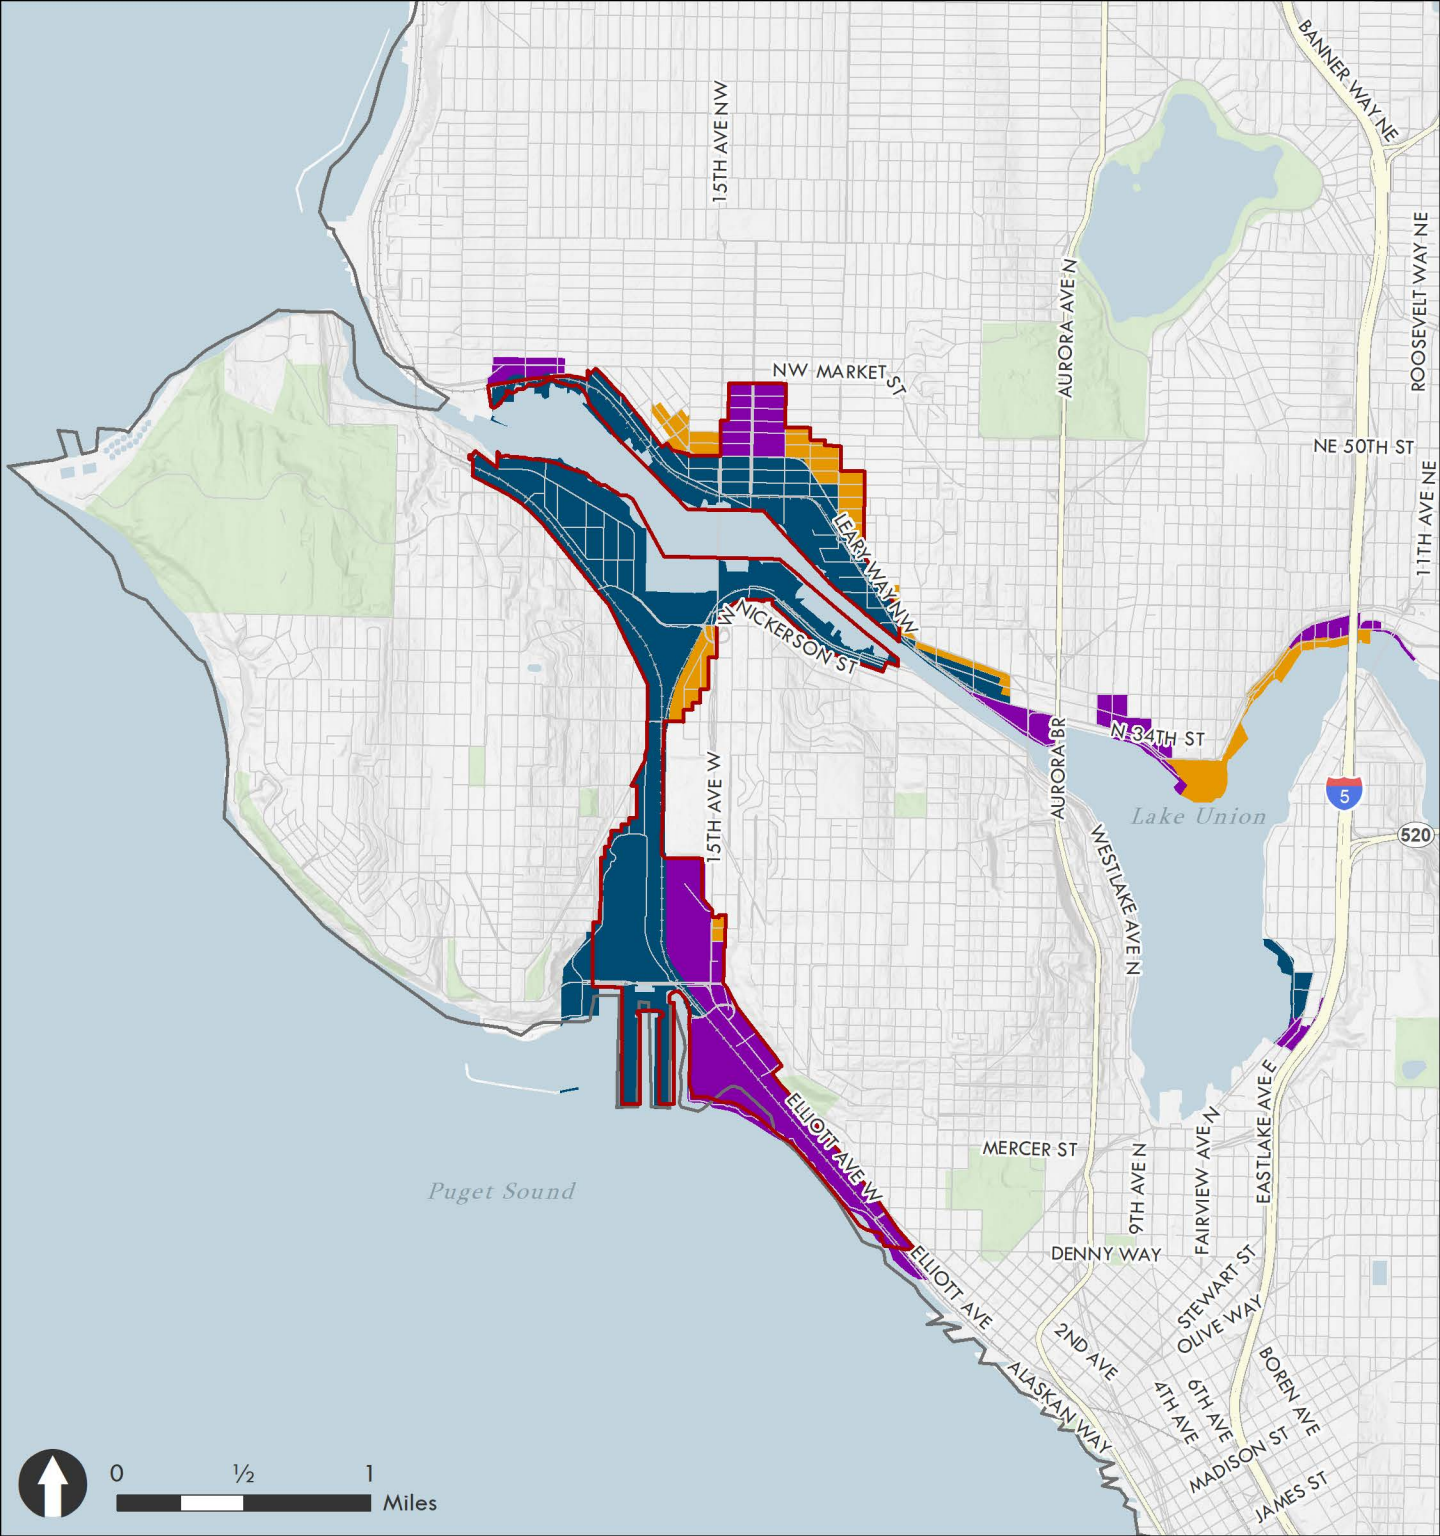 BANNER WAY NE
15TH AVE NW
ROOSEVELT WAY NE
AURORA AVE N
NW MARKET ST
NE 50TH ST
11TH AVE NE
LEARY WAY NW
W NICKERSON ST
N 34TH ST
AURORA BR
5
Lake Union
520
15TH AVE W
WESTLAKE AVE N
ELLIOTT AVE W
MERCER ST
9TH AVE N
FAIRVIEW AVE N
EASTLAKE AVE E
Puget Sound
DENNY WAY
ELLIOTT AVE
STEWART ST
OLIVE WAY
2ND AVE
BOREN AVE
ALASKAN WAY
4TH AVE
6TH AVE
MADISON ST
JAMES ST
0 ½ 1
Miles